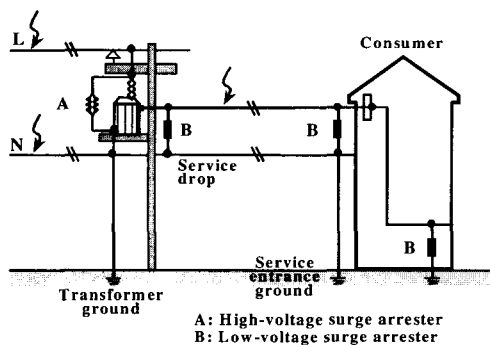 L
Consumer
A
B
B
N
Service
drop
B
Service
entrance
ground
Transformer
ground
A: High-voltage surge arrester
B: Low-voltage surge arrester